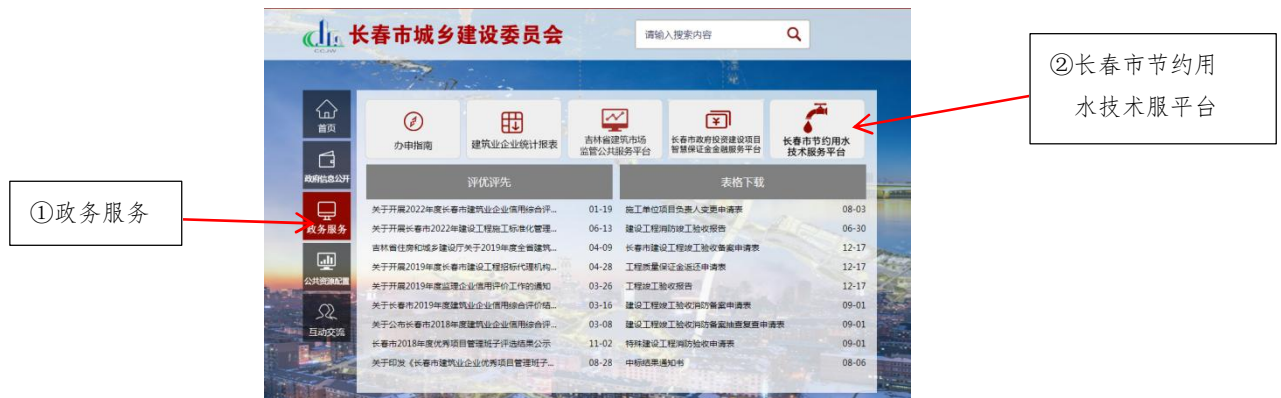 长春市城乡建设委员会
CCJW
请输入搜索内容
①政务服务
②长春市节约用
水技术服平台
首页
政府信息公开
政务服务
公共资源配置
互动交流
办申指南
建筑业企业统计报表
吉林省建筑市场
监管公共服务平台
长春市政府投资建设项目
智慧保证金金融服务平台
长春市节约用水
技术服务平台
评优评先
关于开展2022年度长春市建筑业企业信用综合评... 01-19
关于开展长春市2022年建设工程施工标准化管理... 06-13
吉林省住房和城乡建设厅关于2019年度全省建筑... 04-09
关于开展2019年度长春市建设工程招标代理机构... 04-28
关于开展2019年度监理企业信用评价工作的通知 03-26
关于长春市2019年度建筑业企业信用综合评价结... 03-16
关于公布长春市2018年度建筑业企业信用综合评... 03-08
长春市2018年度优秀项目管理班子评选结果公示 11-02
关于印发《长春市建筑业企业优秀项目管理班子... 08-28
表格下载
施工单位项目负责人变更申请表 08-03
建设工程消防竣工验收报告 06-30
长春市建设工程竣工验收备案申请表 12-17
工程质量保证金返还申请表 12-17
工程竣工验收报告 12-17
建设工程竣工验收消防备案申请表 09-01
建设工程竣工验收消防备案抽查复查申请表 09-01
特殊建设工程消防验收申请表 09-01
中标结果通知书 08-06